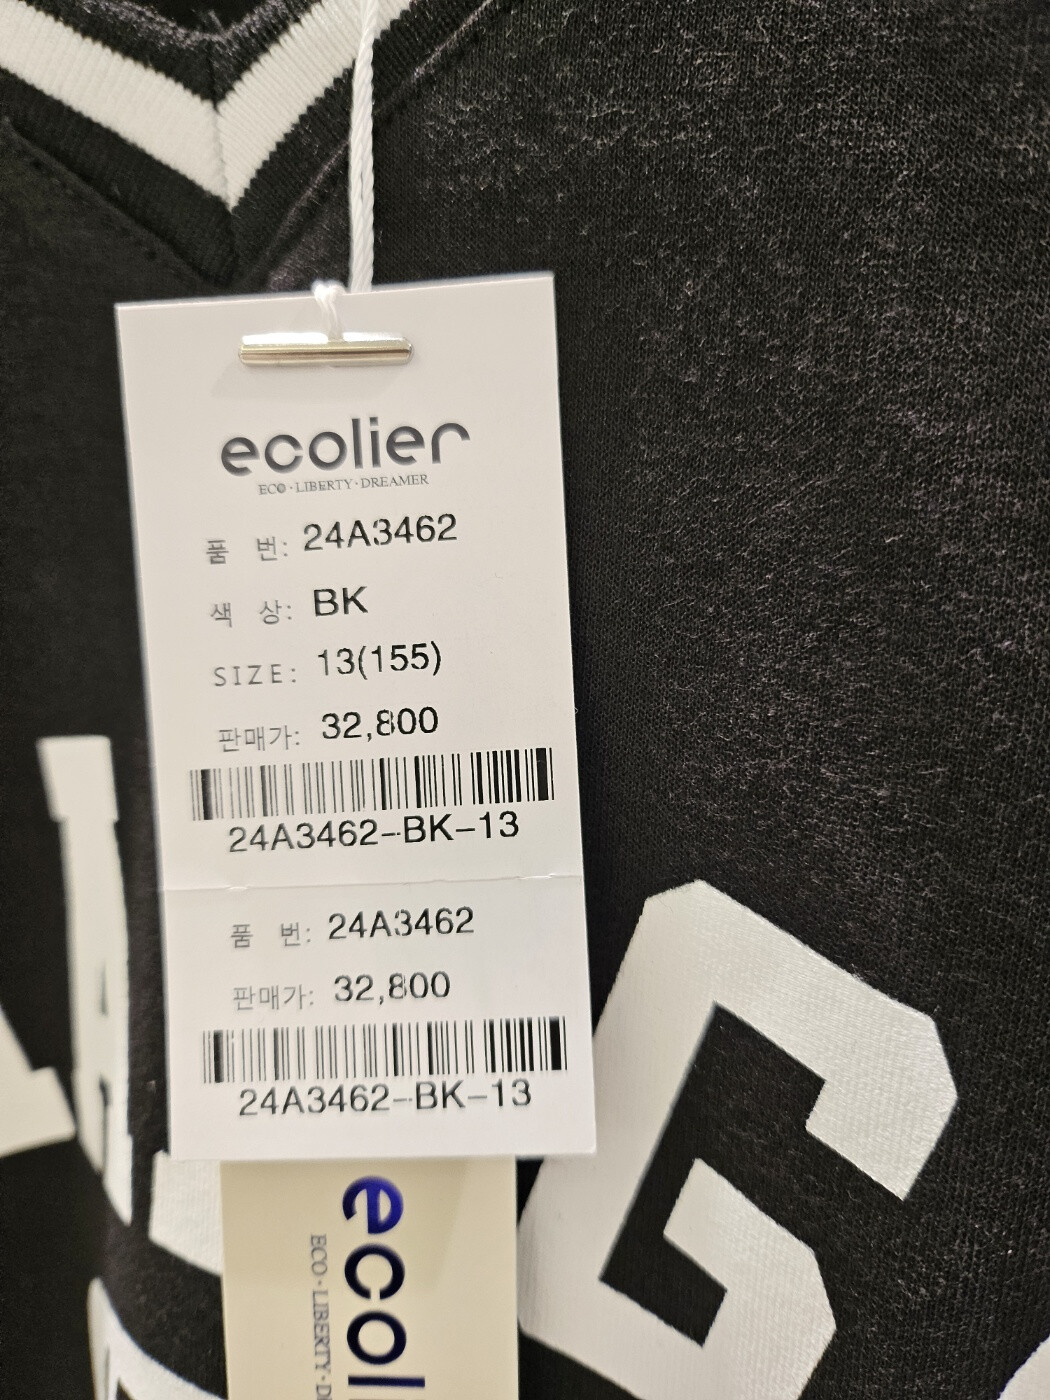 ecolier
ECO·LIBERTY·DREAMER
품 번: 24A3462
색 상: BK
SIZE: 13(155)
판매가: 32,800
24A3462-BK-13
품 번: 24A3462
판매가: 32,800
24A3462-BK-13
G
ecol
ECO·LIBERTY·D